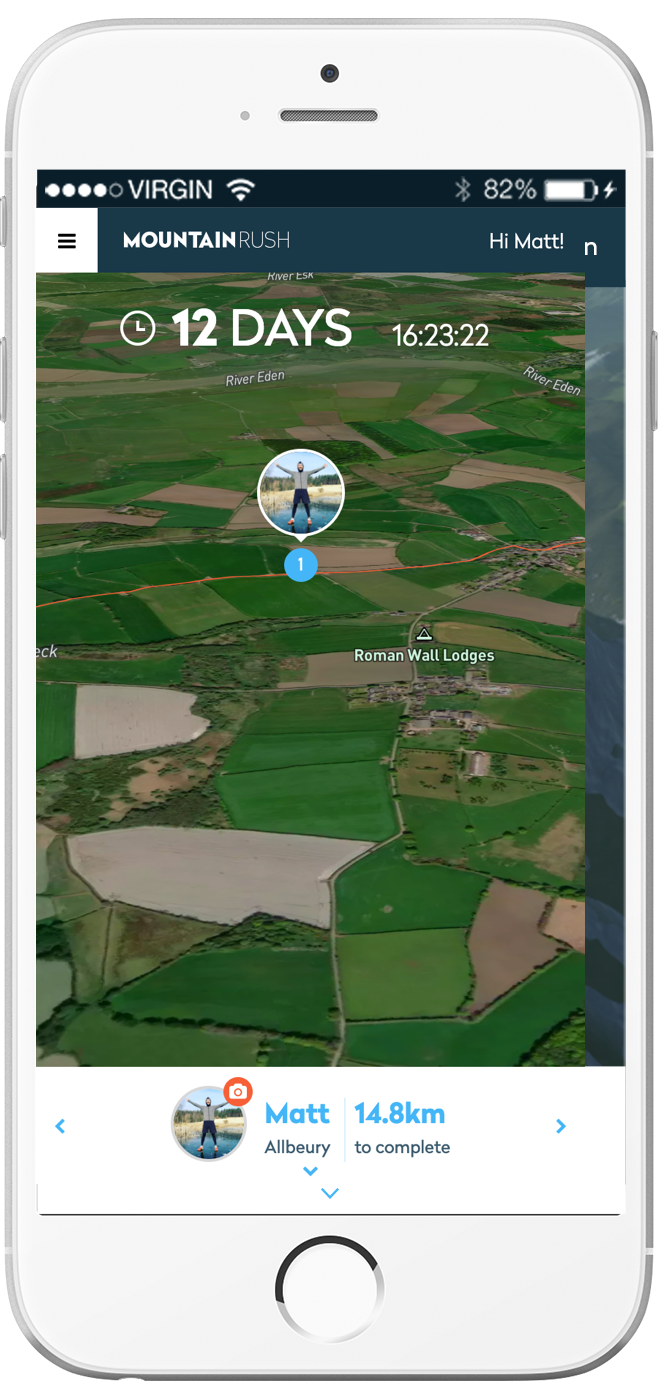 VIRGIN 82%
MOUNTAINRUSH Hi Matt! n
River Esk
12 DAYS 16:23:22
River Eden
River Eden
1
eck
Roman Wall Lodges
Matt 14.8km
Allbeury to complete